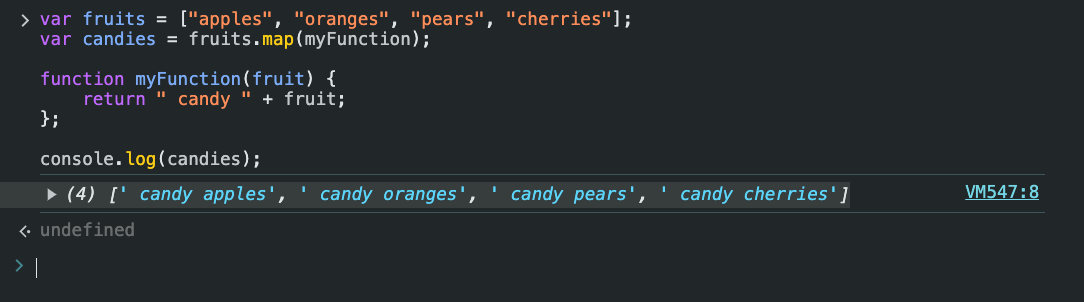 var fruits = ["apples", "oranges", "pears", "cherries"];
var candies = fruits.map(myFunction);
function myFunction(fruit) {
    return " candy " + fruit;
};
console.log(candies);
(4) [' candy apples', ' candy oranges', ' candy pears', ' candy cherries'] VM547:8
undefined